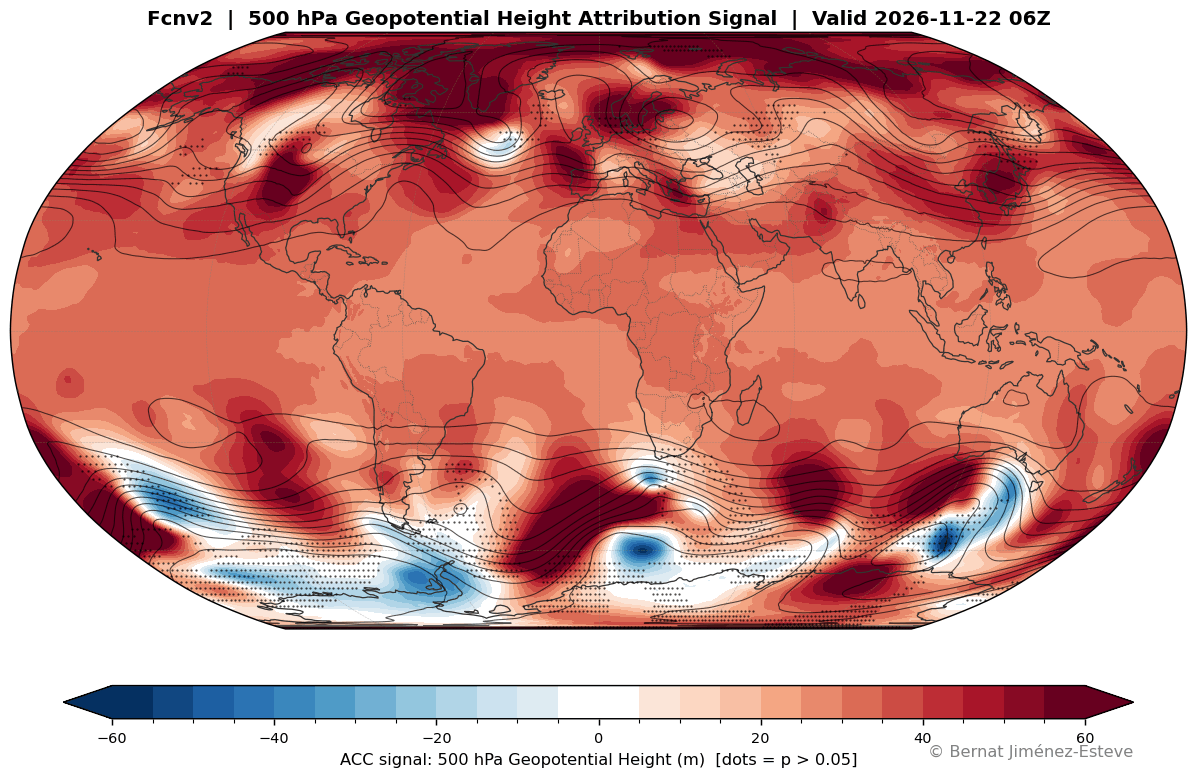 Fcnv2 | 500 hPa Geopotential Height Attribution Signal | Valid 2026-11-22 06Z
−60 −40 −20 0 20 40 60
ACC signal: 500 hPa Geopotential Height (m) [dots = p > 0.05]
© Bernat Jiménez-Esteve